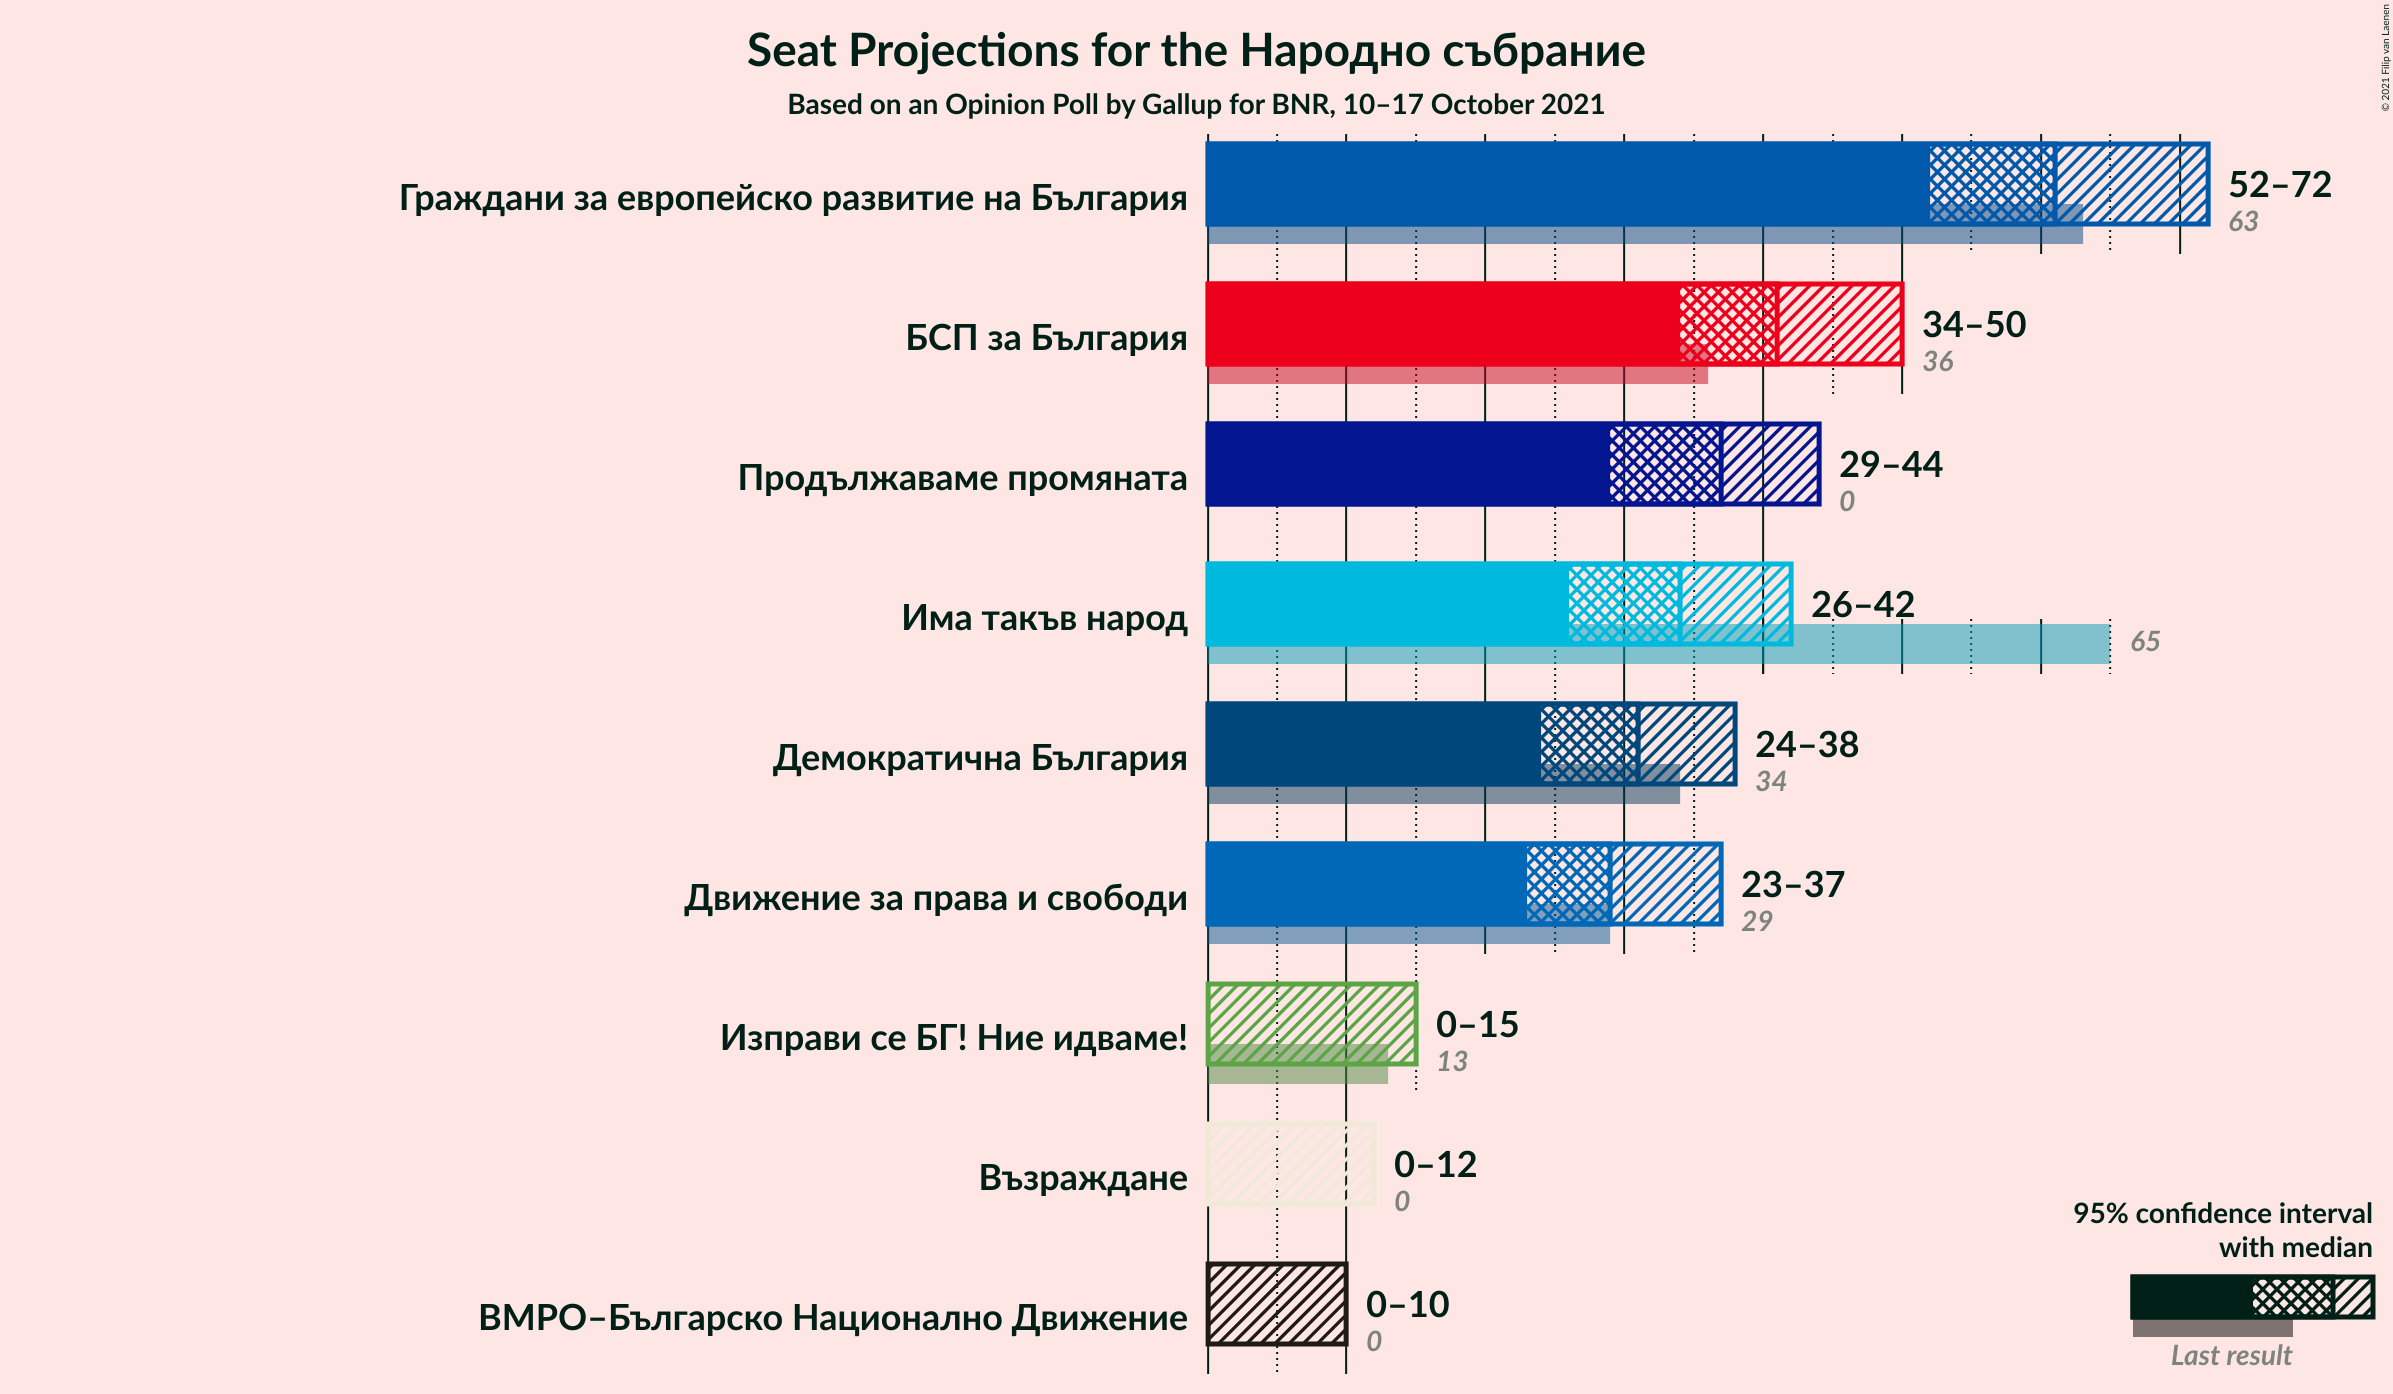 Seat Projections for the Народно събрание
Based on an Opinion Poll by Gallup for BNR, 10–17 October 2021
© 2021 Filip van Laenen
Граждани за европейско развитие на България
52–72
63
БСП за България
34–50
36
Продължаваме промяната
29–44
0
Има такъв народ
26–42
65
Демократична България
24–38
34
Движение за права и свободи
23–37
29
Изправи се БГ! Ние идваме!
0–15
13
Възраждане
0–12
0
ВМРО–Българско Национално Движение
0–10
0
95% confidence interval
with median
Last result